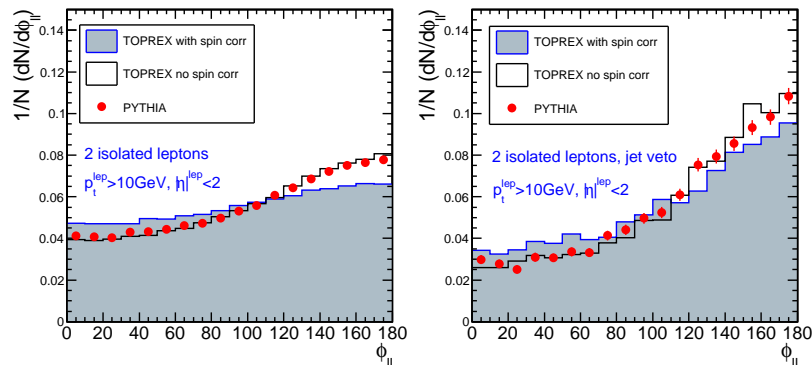 1/N (dN/dϕ_ll)
0.14
0.12
0.1
0.08
0.06
0.04
0.02
0
TOPREX with spin corr
TOPREX no spin corr
PYTHIA
2 isolated leptons
p_t^lep>10GeV, |η|^lep<2
0 20 40 60 80 100 120 140 160 180
ϕ_ll
1/N (dN/dϕ_ll)
0.14
0.12
0.1
0.08
0.06
0.04
0.02
0
TOPREX with spin corr
TOPREX no spin corr
PYTHIA
2 isolated leptons, jet veto
p_t^lep>10GeV, |η|^lep<2
0 20 40 60 80 100 120 140 160 180
ϕ_ll